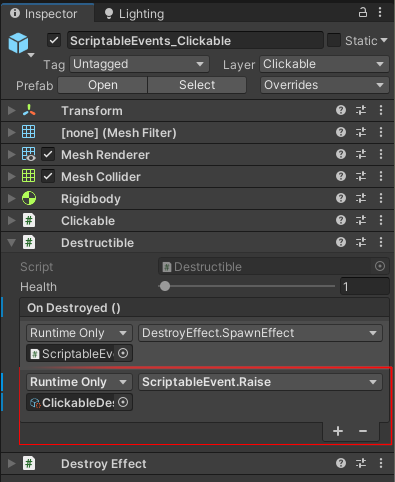 Inspector Lighting
ScriptableEvents_Clickable Static
Tag Untagged Layer Clickable
Prefab Open Select Overrides
Transform
[none] (Mesh Filter)
Mesh Renderer
Mesh Collider
Rigidbody
# Clickable
# Destructible
Script # Destructible
Health 1
On Destroyed ()
Runtime Only DestroyEffect.SpawnEffect
# ScriptableEv
Runtime Only ScriptableEvent.Raise
ClickableDes
+ −
# Destroy Effect